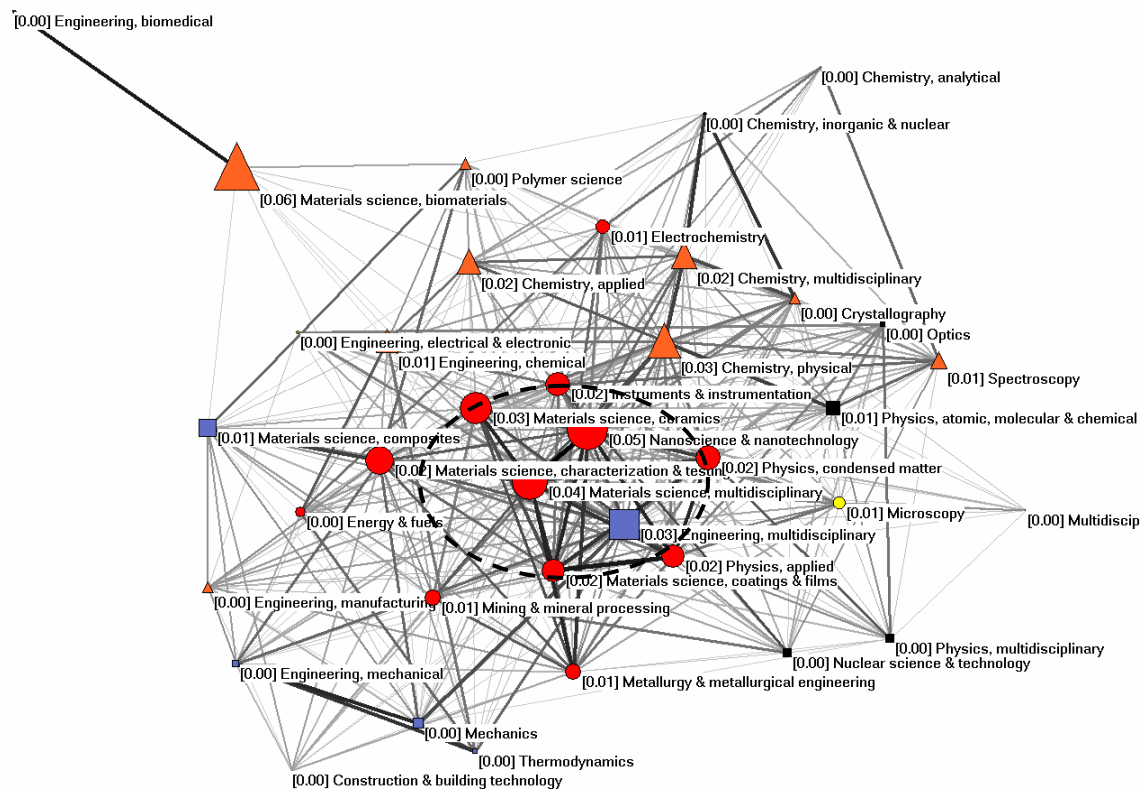 [0.00] Engineering, biomedical
[0.00] Chemistry, analytical
[0.00] Chemistry, inorganic & nuclear
[0.00] Polymer science
[0.06] Materials science, biomaterials
[0.01] Electrochemistry
[0.02] Chemistry, applied
[0.02] Chemistry, multidisciplinary
[0.00] Crystallography
[0.00] Optics
[0.00] Engineering, electrical & electronic
[0.01] Engineering, chemical
[0.03] Chemistry, physical
[0.01] Spectroscopy
[0.02] Instruments & instrumentation
[0.03] Materials science, ceramics
[0.01] Physics, atomic, molecular & chemical
[0.01] Materials science, composites
[0.05] Nanoscience & nanotechnology
[0.02] Materials science, characterization & testing
[0.02] Physics, condensed matter
[0.04] Materials science, multidisciplinary
[0.01] Microscopy
[0.00] Multidiscip
[0.00] Energy & fuels
[0.03] Engineering, multidisciplinary
[0.02] Physics, applied
[0.02] Materials science, coatings & films
[0.00] Engineering, manufacturing
[0.01] Mining & mineral processing
[0.00] Physics, multidisciplinary
[0.00] Nuclear science & technology
[0.00] Engineering, mechanical
[0.01] Metallurgy & metallurgical engineering
[0.00] Mechanics
[0.00] Thermodynamics
[0.00] Construction & building technology